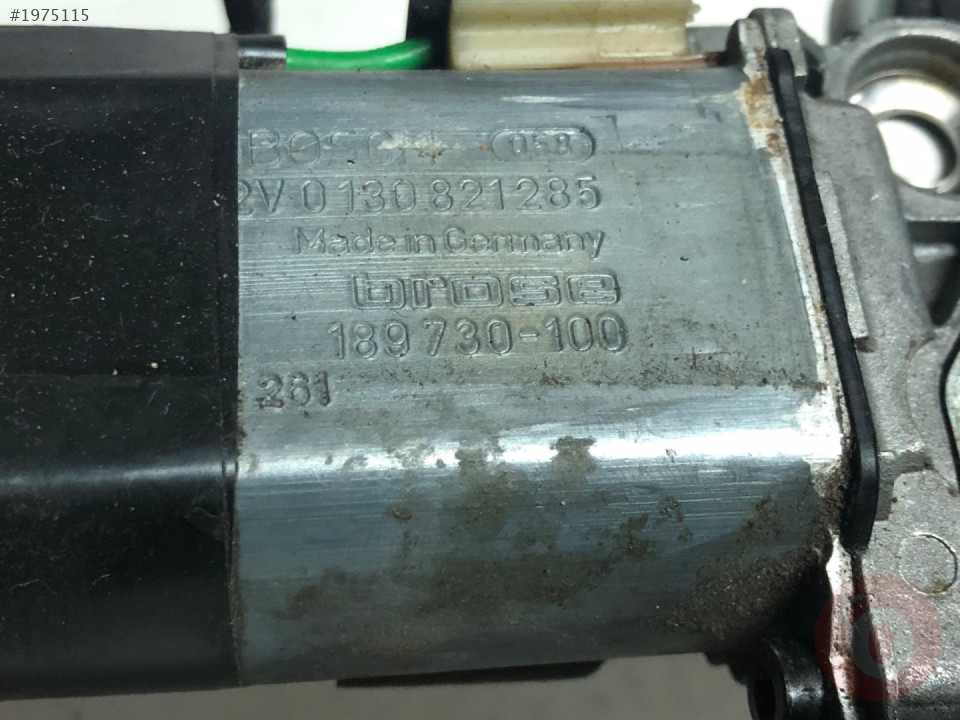 #1975115
BOSCH 058
2V 0 130 821 285
Made in Germany
brose
189 730-100
261